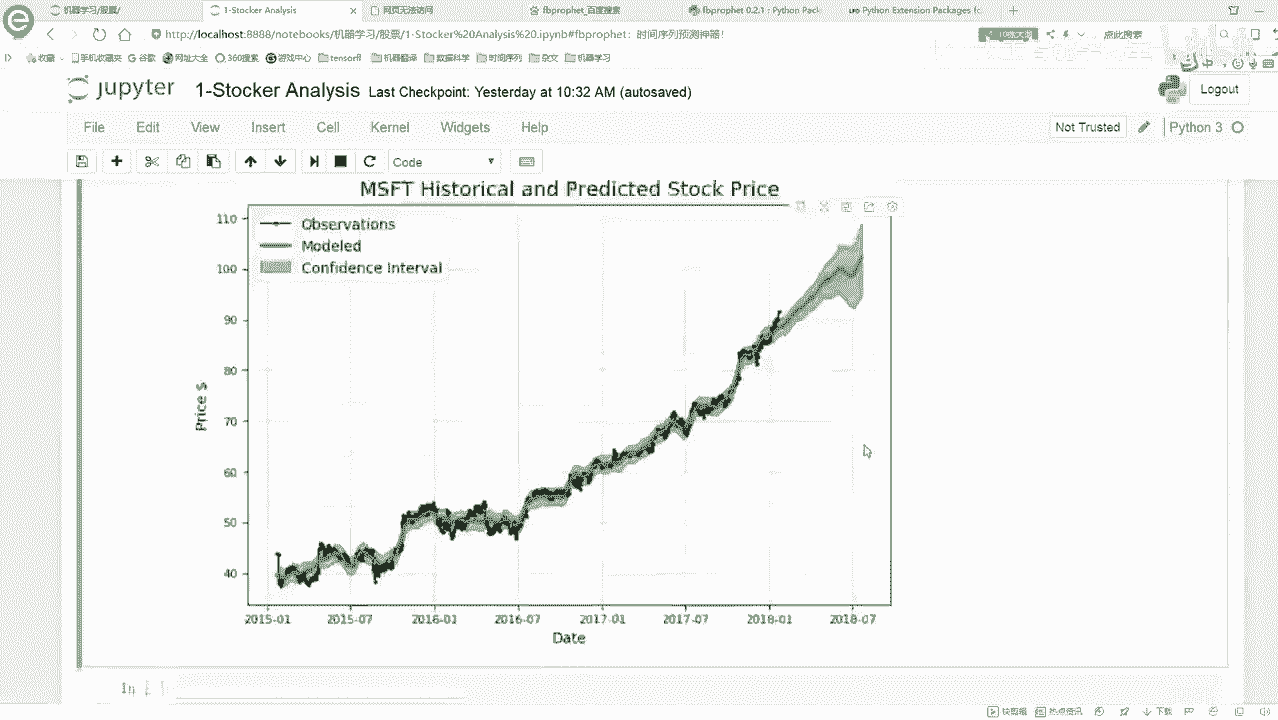 机器学习/股票/
1-Stocker Analysis
网页无法访问
fbprophet_百度搜索
fbprophet 0.2.1 : Python Pack
Python Extension Packages fo
http://localhost:8888/notebooks/机器学习/股票/1-Stocker%20Analysis%20.ipynb#fbprophet：时间序列预测神器！
点此搜索
收藏
手机收藏夹
谷歌
网址大全
360搜索
游戏中心
tensorfl
机器翻译
数据科学
时间序列
杂文
机器学习
jupyter
1-Stocker Analysis
Last Checkpoint: Yesterday at 10:32 AM (autosaved)
Logout
File
Edit
View
Insert
Cell
Kernel
Widgets
Help
Not Trusted
Python 3
Code
MSFT Historical and Predicted Stock Price
Observations
Modeled
Confidence Interval
110
100
90
80
70
60
50
40
Price $
2015-01
2015-07
2016-01
2016-07
2017-01
2017-07
2018-01
2018-07
Date
In [ ]
快剪辑
热点资讯
下载